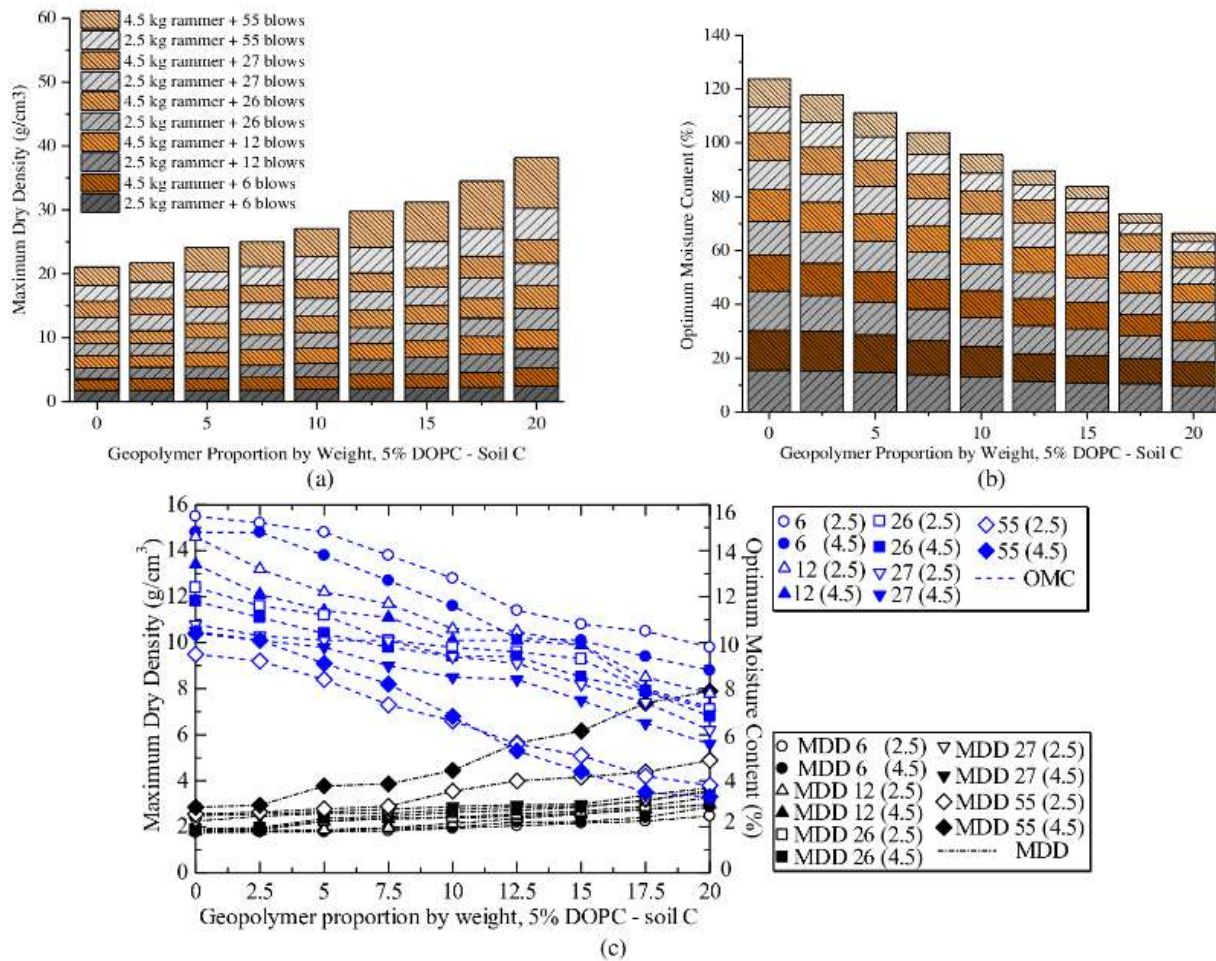 60
50
40
30
20
10
0
Maximum Dry Density (g/cm3)
4.5 kg rammer + 55 blows
2.5 kg rammer + 55 blows
4.5 kg rammer + 27 blows
2.5 kg rammer + 27 blows
4.5 kg rammer + 26 blows
2.5 kg rammer + 26 blows
4.5 kg rammer + 12 blows
2.5 kg rammer + 12 blows
4.5 kg rammer + 6 blows
2.5 kg rammer + 6 blows
0 5 10 15 20
Geopolymer Proportion by Weight, 5% DOPC - Soil C
(a)
140
120
100
80
60
40
20
0
Optimum Moisture Content (%)
0 5 10 15 20
Geopolymer Proportion by Weight, 5% DOPC - Soil C
(b)
16
14
12
10
8
6
4
2
0
Maximum Dry Density (g/cm³)
16
14
12
10
8
6
4
2
0
Optimum Moisture Content (%)
0 2.5 5 7.5 10 12.5 15 17.5 20
Geopolymer proportion by weight, 5% DOPC - soil C
(c)
6 (2.5)
6 (4.5)
12 (2.5)
12 (4.5)
26 (2.5)
26 (4.5)
27 (2.5)
27 (4.5)
55 (2.5)
55 (4.5)
OMC
MDD 6 (2.5)
MDD 6 (4.5)
MDD 12 (2.5)
MDD 12 (4.5)
MDD 26 (2.5)
MDD 26 (4.5)
MDD 27 (2.5)
MDD 27 (4.5)
MDD 55 (2.5)
MDD 55 (4.5)
MDD